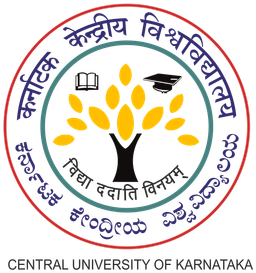 कर्नाटक केन्द्रीय विश्वविद्यालय
विद्या ददाति विनयम्
ಕರ್ನಾಟಕ ಕೇಂದ್ರೀಯ ವಿಶ್ವವಿದ್ಯಾಲಯ
CENTRAL UNIVERSITY OF KARNATAKA